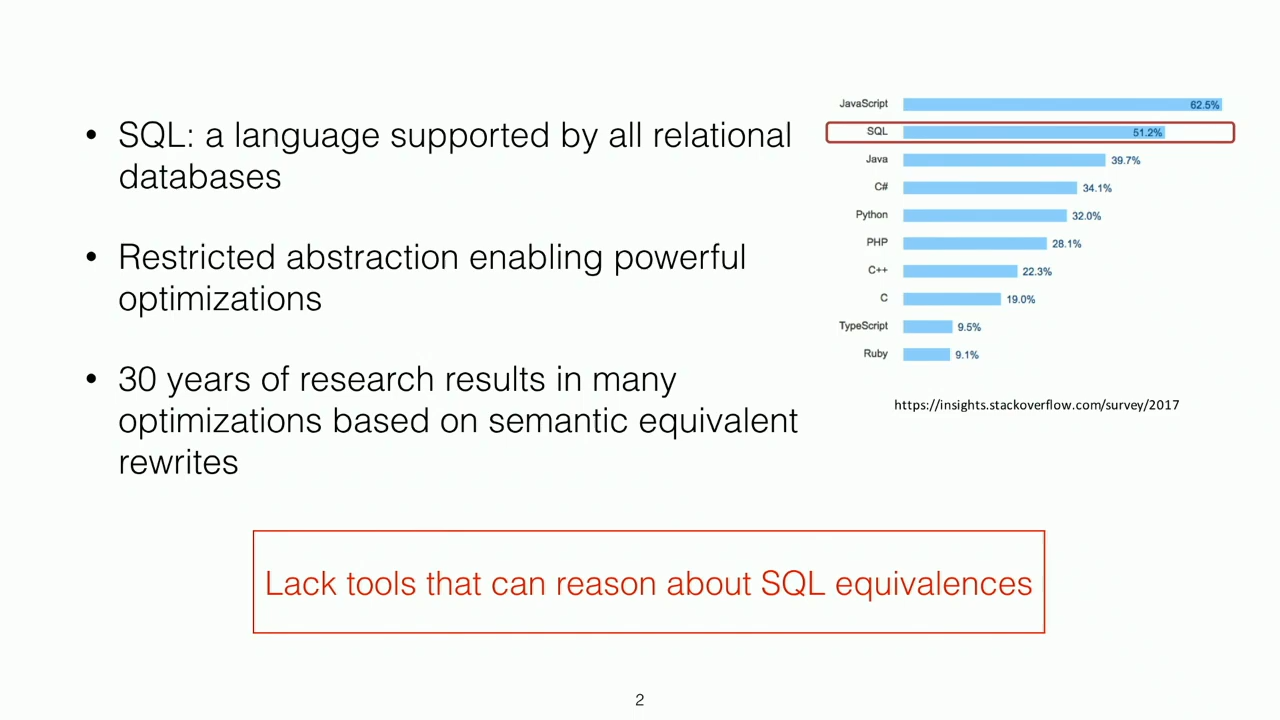 • SQL: a language supported by all relational
databases
• Restricted abstraction enabling powerful
optimizations
• 30 years of research results in many
optimizations based on semantic equivalent
rewrites
JavaScript 62.5%
SQL 51.2%
Java 39.7%
C# 34.1%
Python 32.0%
PHP 28.1%
C++ 22.3%
C 19.0%
TypeScript 9.5%
Ruby 9.1%
https://insights.stackoverflow.com/survey/2017
Lack tools that can reason about SQL equivalences
2